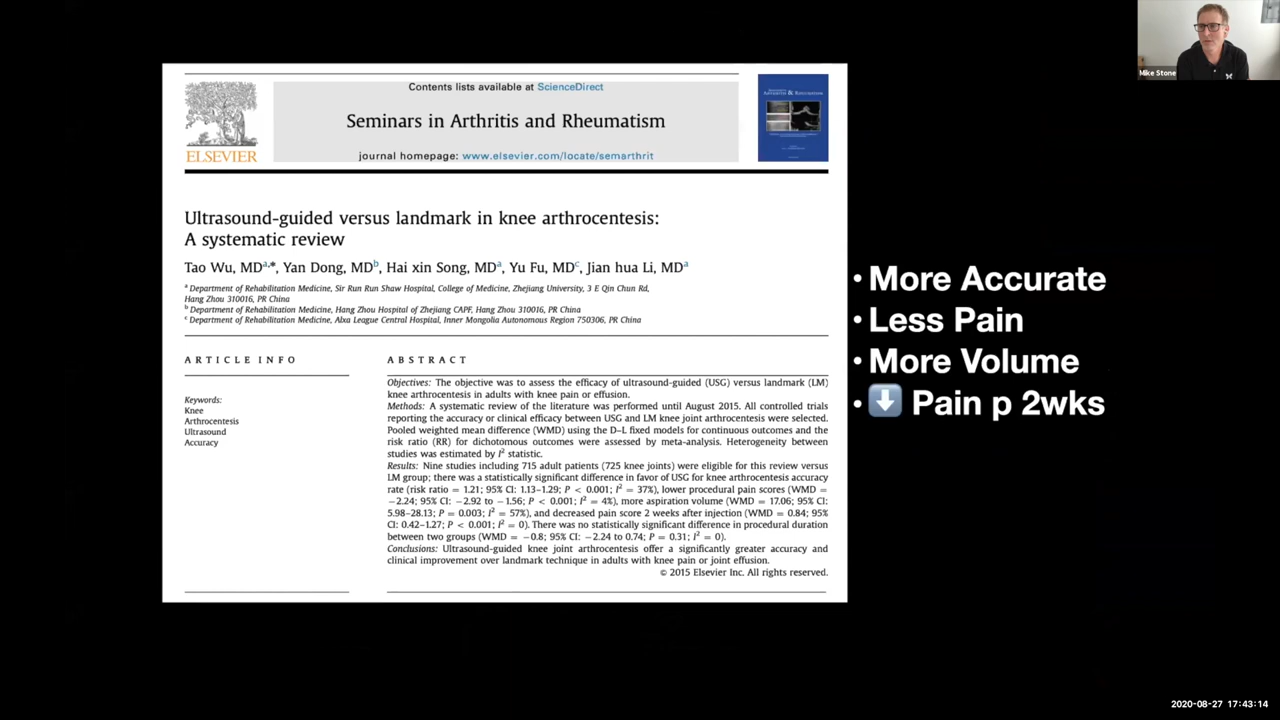 Mike Stone
Contents lists available at ScienceDirect
Seminars in Arthritis and Rheumatism
journal homepage: www.elsevier.com/locate/semarthrit
ELSEVIER
ARTHRITIS & RHEUMATISM
Ultrasound-guided versus landmark in knee arthrocentesis:
A systematic review
Tao Wu, MDa,*, Yan Dong, MDb, Hai xin Song, MDa, Yu Fu, MDc, Jian hua Li, MDa
a Department of Rehabilitation Medicine, Sir Run Run Shaw Hospital, College of Medicine, Zhejiang University, 3 E Qin Chun Rd,
Hang Zhou 310016, PR China
b Department of Rehabilitation Medicine, Hang Zhou Hospital of Zhejiang CAPF, Hang Zhou 310016, PR China
c Department of Rehabilitation Medicine, Alxa League Central Hospital, Inner Mongolia Autonomous Region 750306, PR China
ARTICLE INFO
Keywords:
Knee
Arthrocentesis
Ultrasound
Accuracy
ABSTRACT
Objectives: The objective was to assess the efficacy of ultrasound-guided (USG) versus landmark (LM)
knee arthrocentesis in adults with knee pain or effusion.
Methods: A systematic review of the literature was performed until August 2015. All controlled trials
reporting the accuracy or clinical efficacy between USG and LM knee joint arthrocentesis were selected.
Pooled weighted mean difference (WMD) using the D–L fixed models for continuous outcomes and the
risk ratio (RR) for dichotomous outcomes were assessed by meta-analysis. Heterogeneity between
studies was estimated by I² statistic.
Results: Nine studies including 715 adult patients (725 knee joints) were eligible for this review versus
LM group; there was a statistically significant difference in favor of USG for knee arthrocentesis accuracy
rate (risk ratio = 1.21; 95% CI: 1.13–1.29; P < 0.001; I² = 37%), lower procedural pain scores (WMD =
−2.24; 95% CI: −2.92 to −1.56; P < 0.001; I² = 4%), more aspiration volume (WMD = 17.06; 95% CI:
5.98–28.13; P = 0.003; I² = 57%), and decreased pain score 2 weeks after injection (WMD = 0.84; 95%
CI: 0.42–1.27; P < 0.001; I² = 0). There was no statistically significant difference in procedural duration
between two groups (WMD = −0.8; 95% CI: −2.24 to 0.74; P = 0.31; I² = 0).
Conclusions: Ultrasound-guided knee joint arthrocentesis offer a significantly greater accuracy and
clinical improvement over landmark technique in adults with knee pain or joint effusion.
© 2015 Elsevier Inc. All rights reserved.
• More Accurate
• Less Pain
• More Volume
• ⬇️ Pain p 2wks
2020-08-27 17:43:14